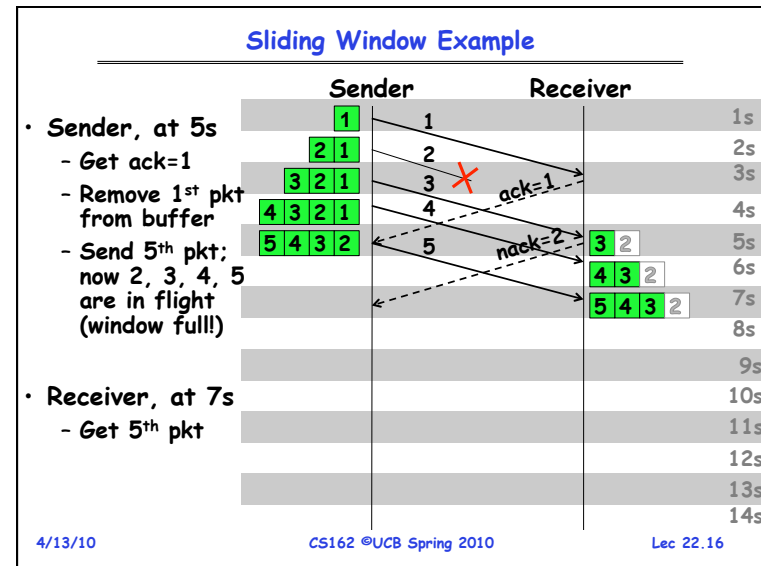 Sliding Window Example
Sender Receiver
• Sender, at 5s
– Get ack=1
– Remove 1st pkt
from buffer
– Send 5th pkt;
now 2, 3, 4, 5
are in flight
(window full!)
• Receiver, at 7s
– Get 5th pkt
1 1 1s
2 1 2 2s
3 2 1 3 ack=1 3s
4 3 2 1 4 4s
5 4 3 2 5 nack=2 3 2 5s
4 3 2 6s
5 4 3 2 7s
8s
9s
10s
11s
12s
13s
14s
4/13/10 CS162 ©UCB Spring 2010 Lec 22.16